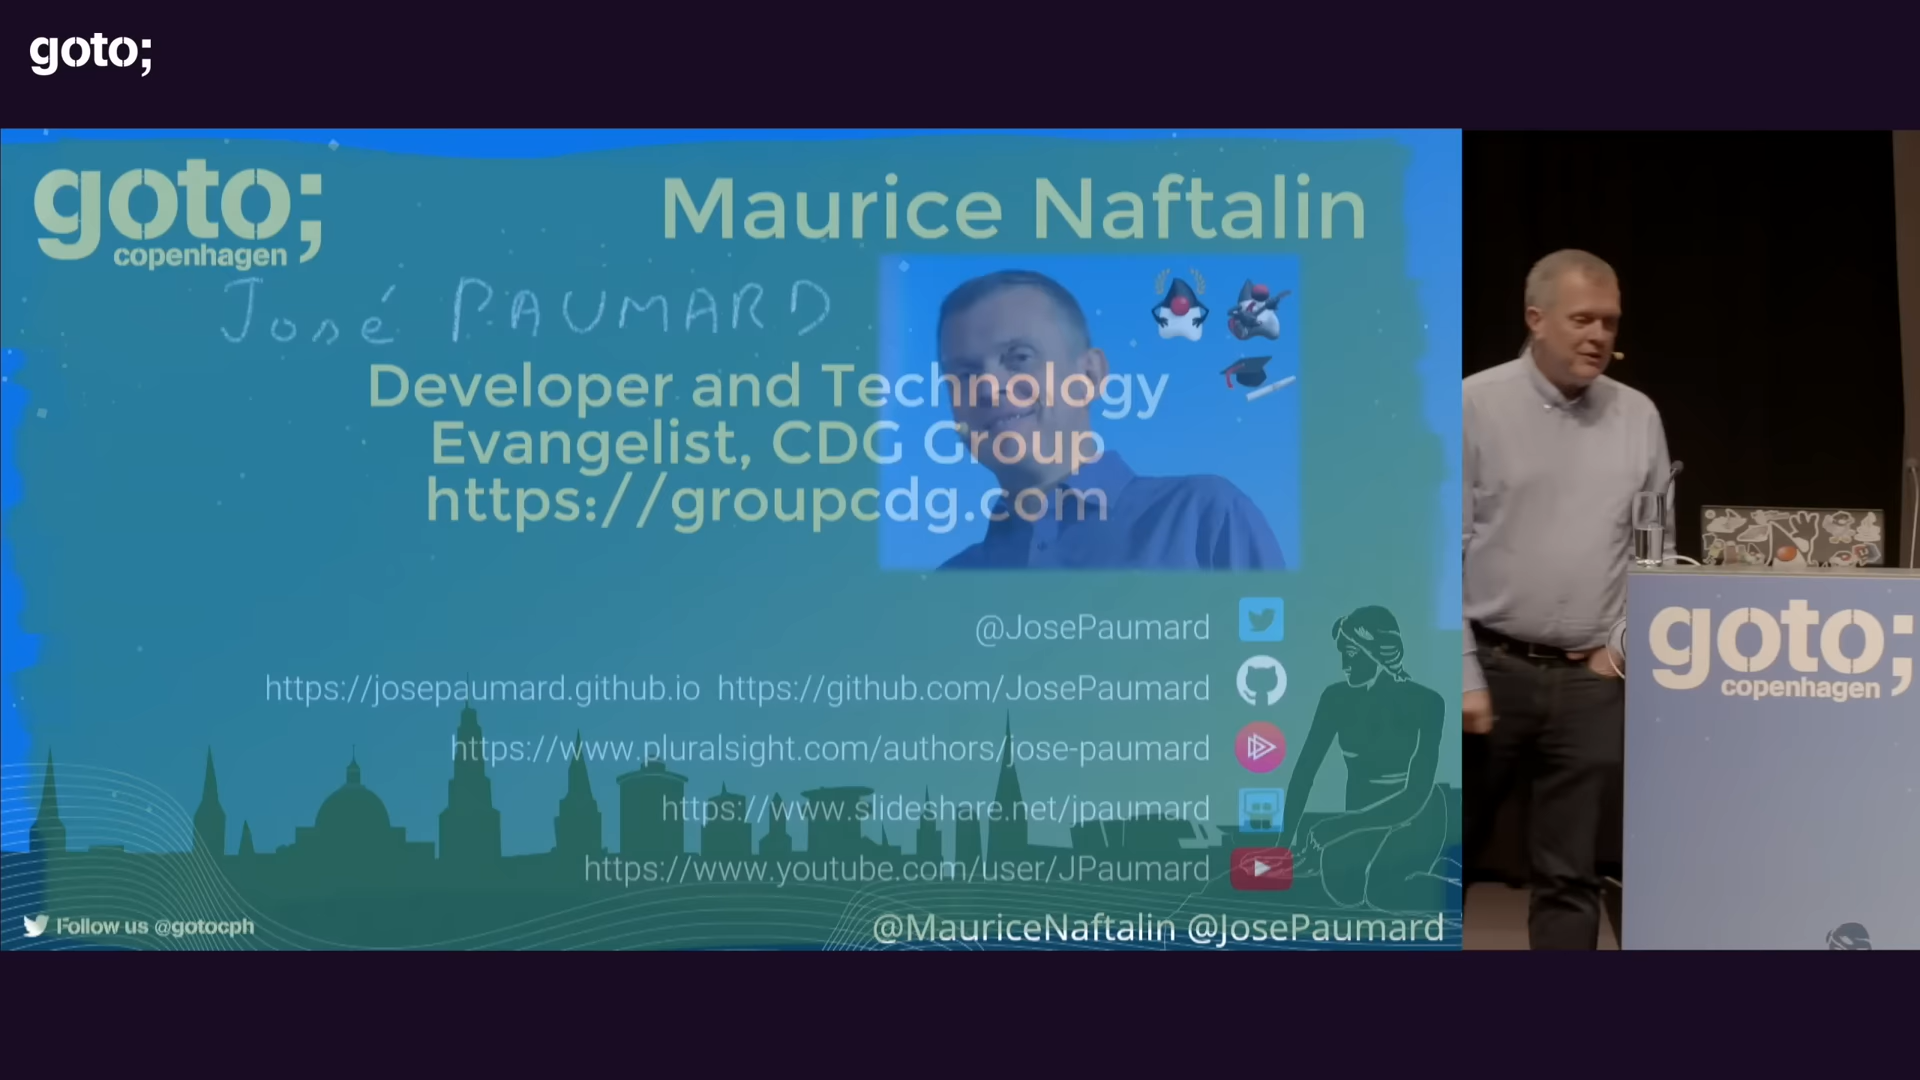 goto;
goto;
copenhagen
Maurice Naftalin
José PAUMARD
Developer and Technology
Evangelist, CDG Group
https://groupcdg.com
@JosePaumard
https://josepaumard.github.io https://github.com/JosePaumard
https://www.pluralsight.com/authors/jose-paumard
https://www.slideshare.net/jpaumard
https://www.youtube.com/user/JPaumard
Follow us @gotocph
@MauriceNaftalin @JosePaumard
goto;
copenhagen